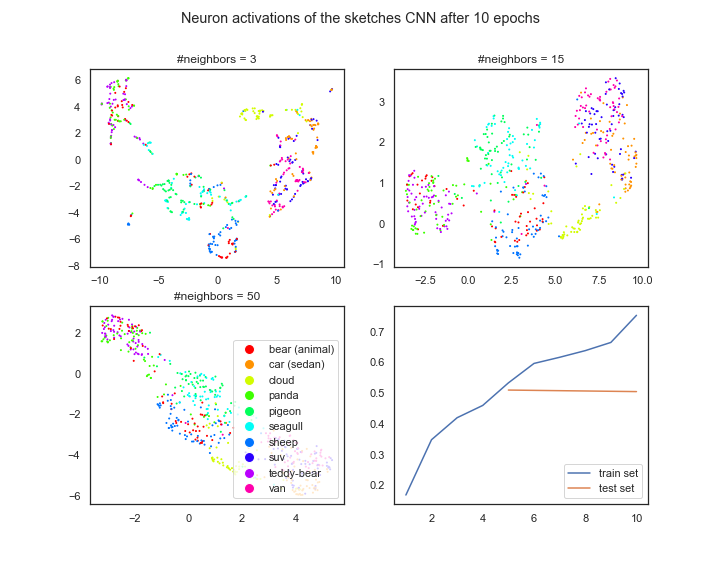 Neuron activations of the sketches CNN after 10 epochs
#neighbors = 3
6
4
2
0
−2
−4
−6
−8
−10 −5 0 5 10
#neighbors = 15
3
2
1
0
−1
−2.5 0.0 2.5 5.0 7.5 10.0
#neighbors = 50
2
0
−2
−4
−6
−2 0 2 4
bear (animal)
car (sedan)
cloud
panda
pigeon
seagull
sheep
suv
teddy-bear
van
0.7
0.6
0.5
0.4
0.3
0.2
2 4 6 8 10
train set
test set